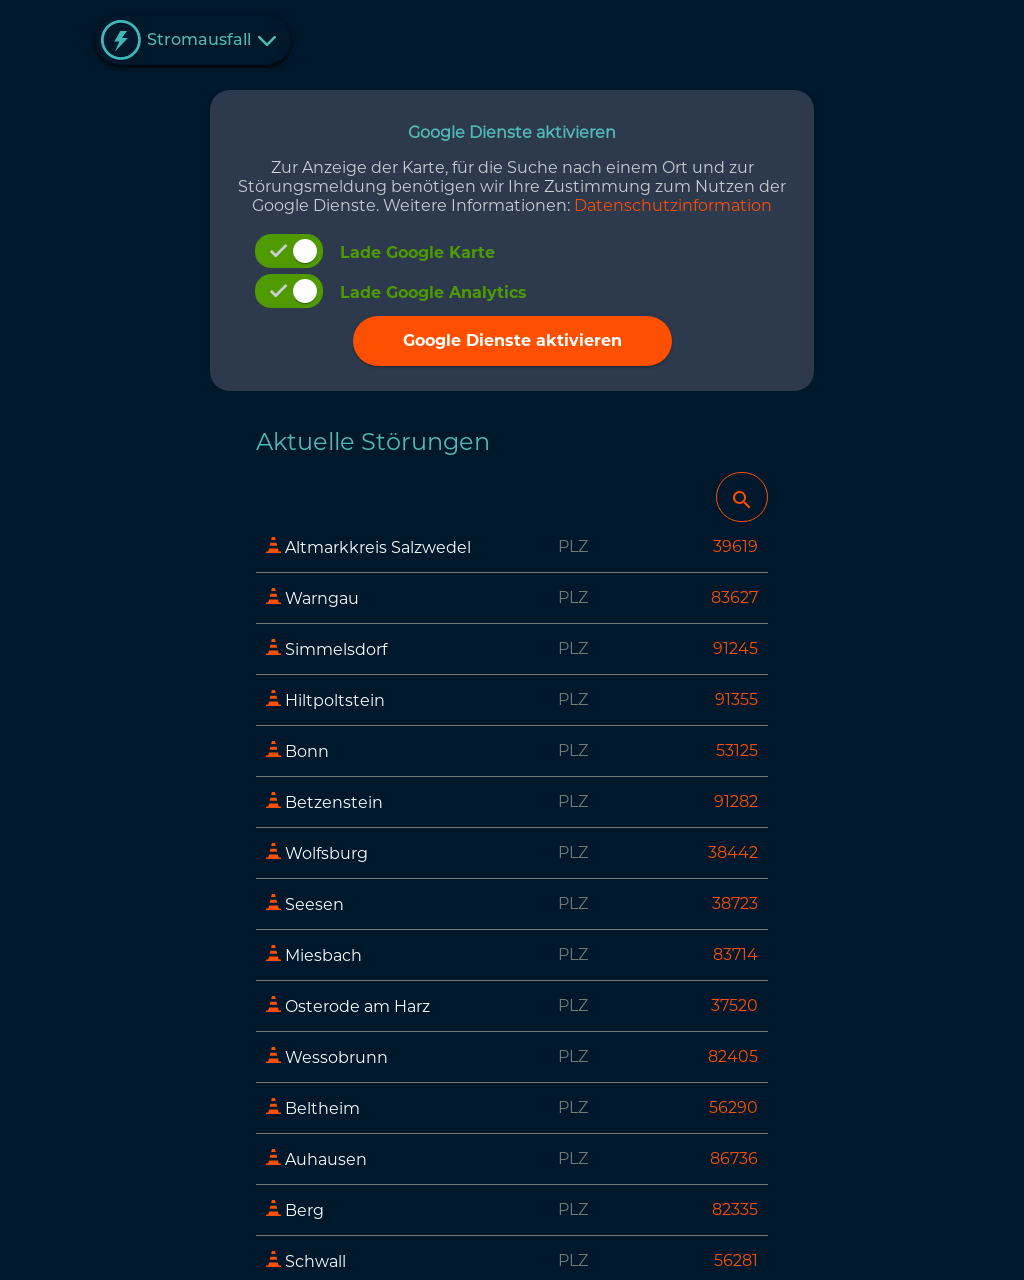 Stromausfall
Google Dienste aktivieren
Zur Anzeige der Karte, für die Suche nach einem Ort und zur
Störungsmeldung benötigen wir Ihre Zustimmung zum Nutzen der
Google Dienste. Weitere Informationen: Datenschutzinformation
Lade Google Karte
Lade Google Analytics
Google Dienste aktivieren
Aktuelle Störungen
Altmarkkreis Salzwedel PLZ 39619
Warngau PLZ 83627
Simmelsdorf PLZ 91245
Hiltpoltstein PLZ 91355
Bonn PLZ 53125
Betzenstein PLZ 91282
Wolfsburg PLZ 38442
Seesen PLZ 38723
Miesbach PLZ 83714
Osterode am Harz PLZ 37520
Wessobrunn PLZ 82405
Beltheim PLZ 56290
Auhausen PLZ 86736
Berg PLZ 82335
Schwall PLZ 56281